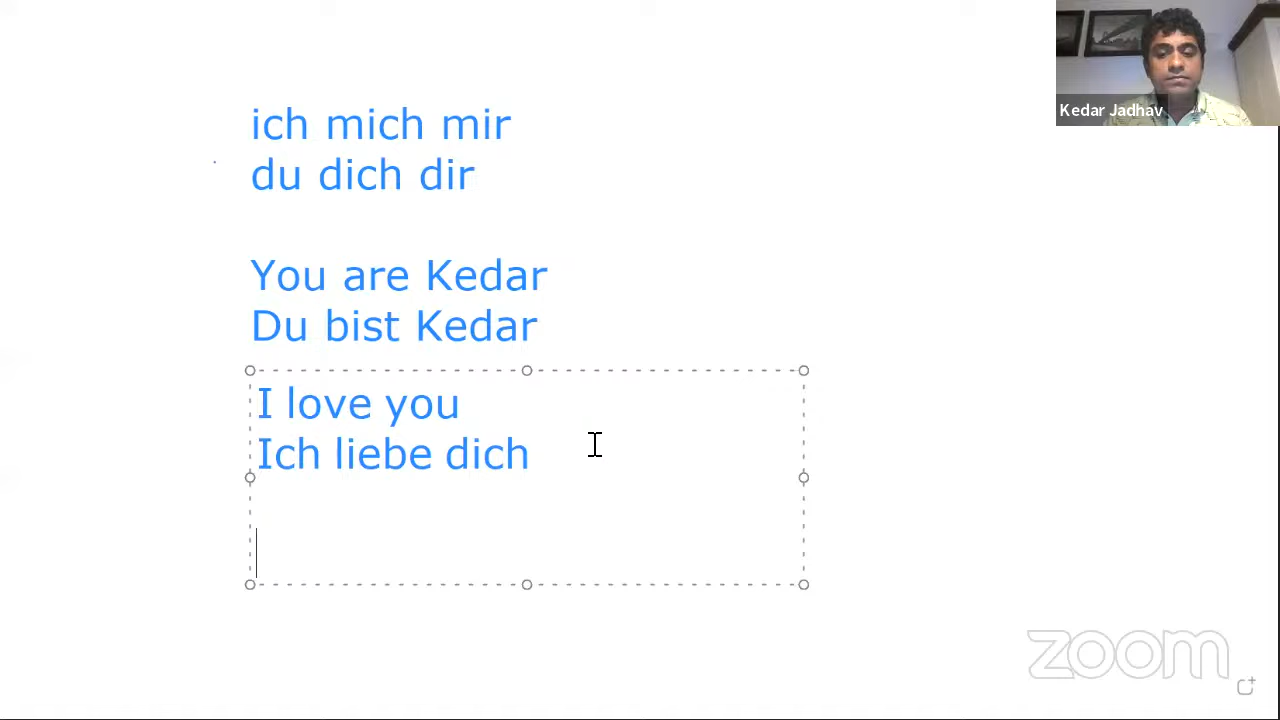 ich mich mir
du dich dir
You are Kedar
Du bist Kedar
I love you
Ich liebe dich
Kedar Jadhav
zoom